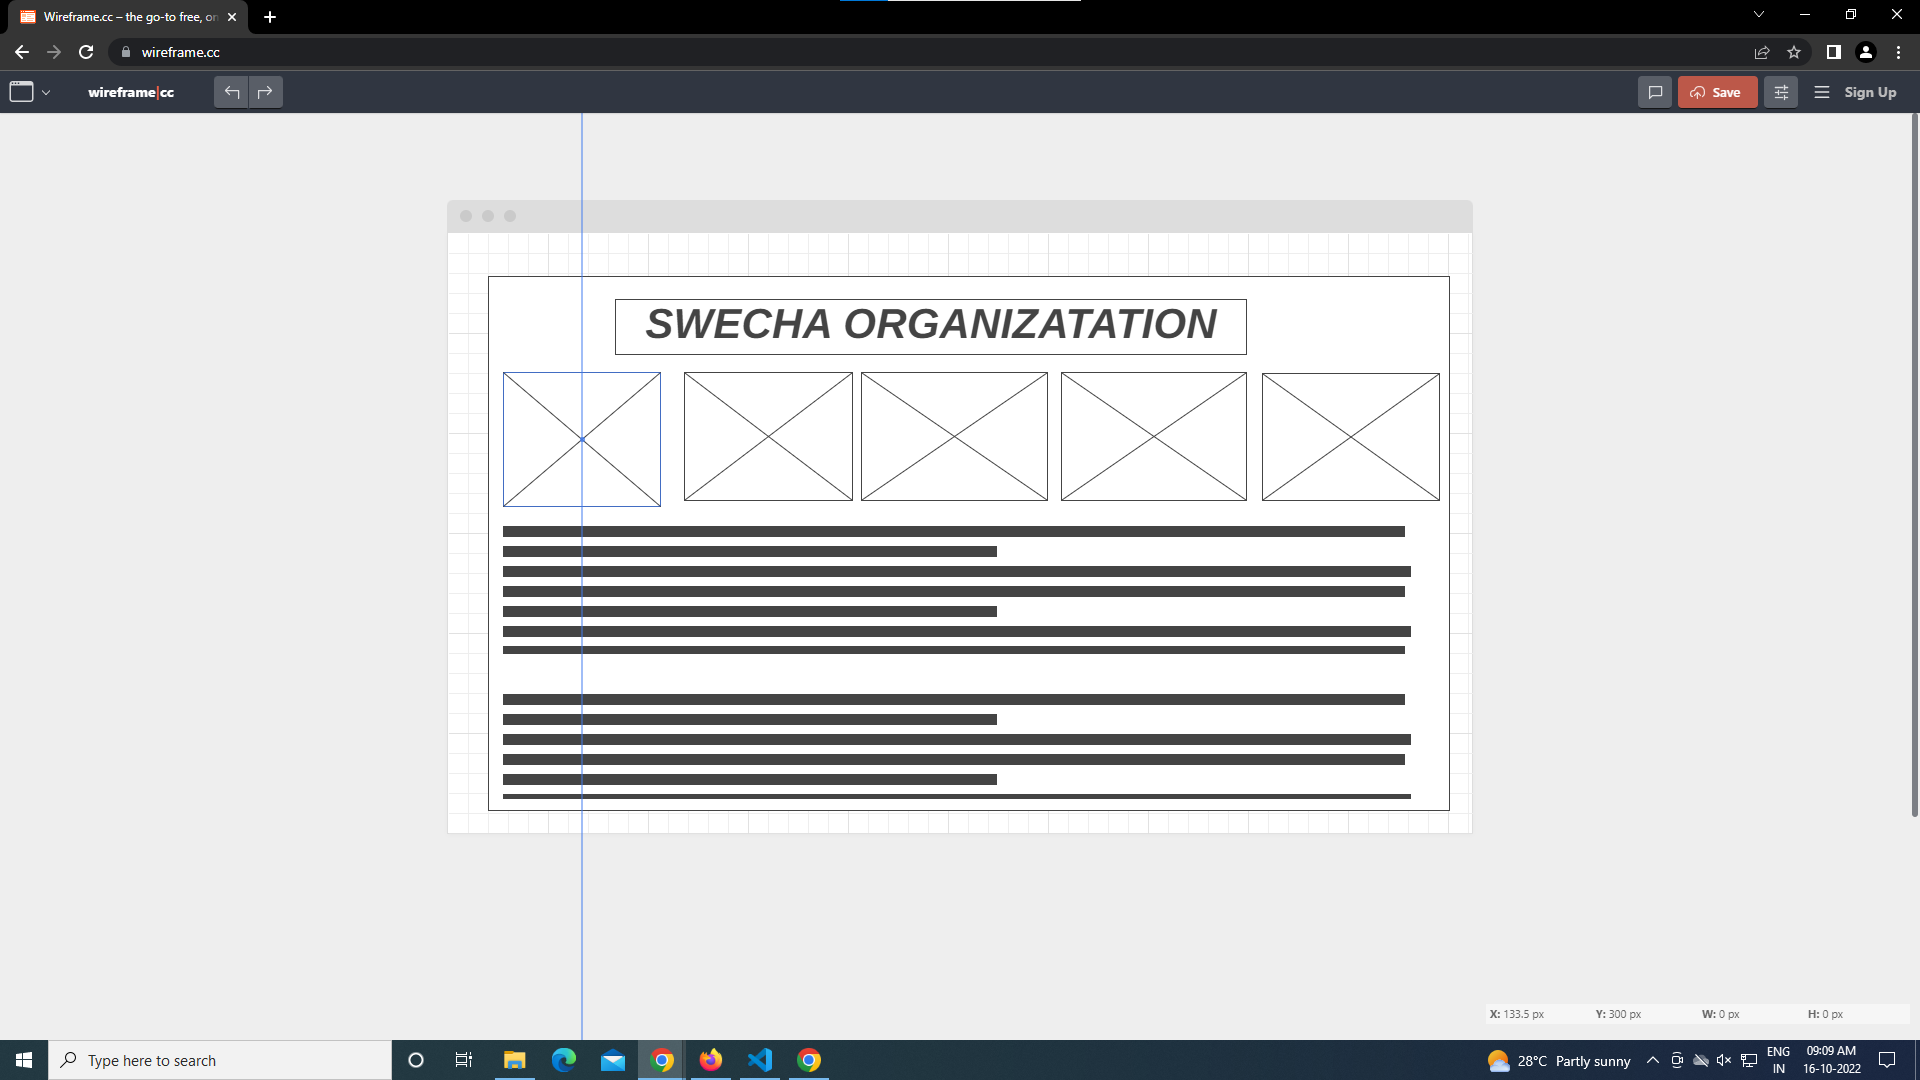 Wireframe.cc – the go-to free, on
wireframe.cc
wireframe|cc
Save
Sign Up
SWECHA ORGANIZATATION
X: 133.5 px Y: 300 px W: 0 px H: 0 px
Type here to search
28°C Partly sunny
ENG
IN
09:09 AM
16-10-2022